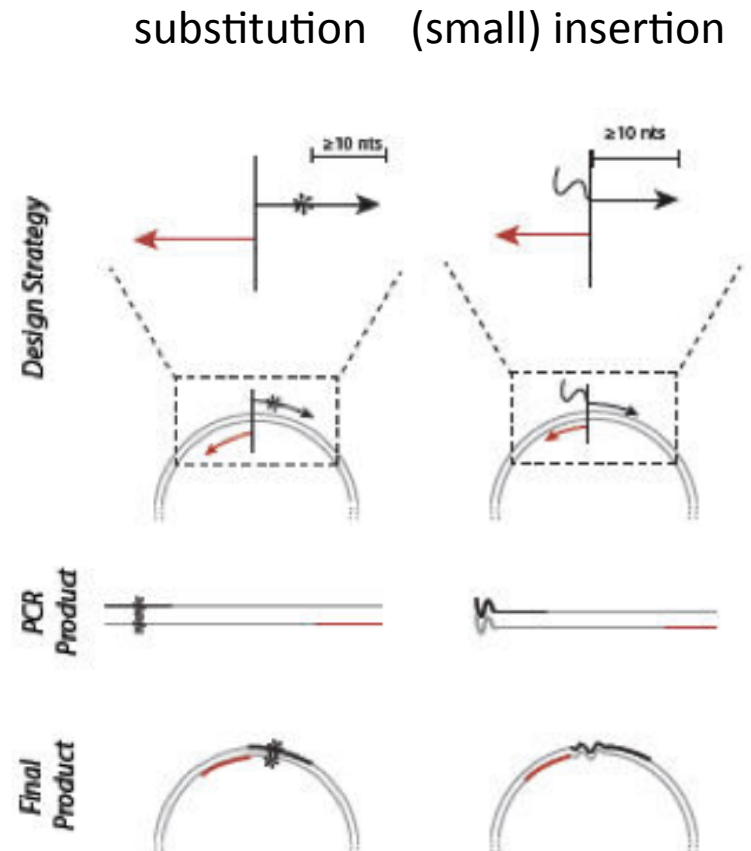 substitution (small) insertion
≥10 nts
≥10 nts
Design Strategy
PCR
Product
Final
Product